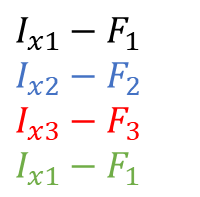 I_{x1} − F_1
I_{x2} − F_2
I_{x3} − F_3
I_{x1} − F_1